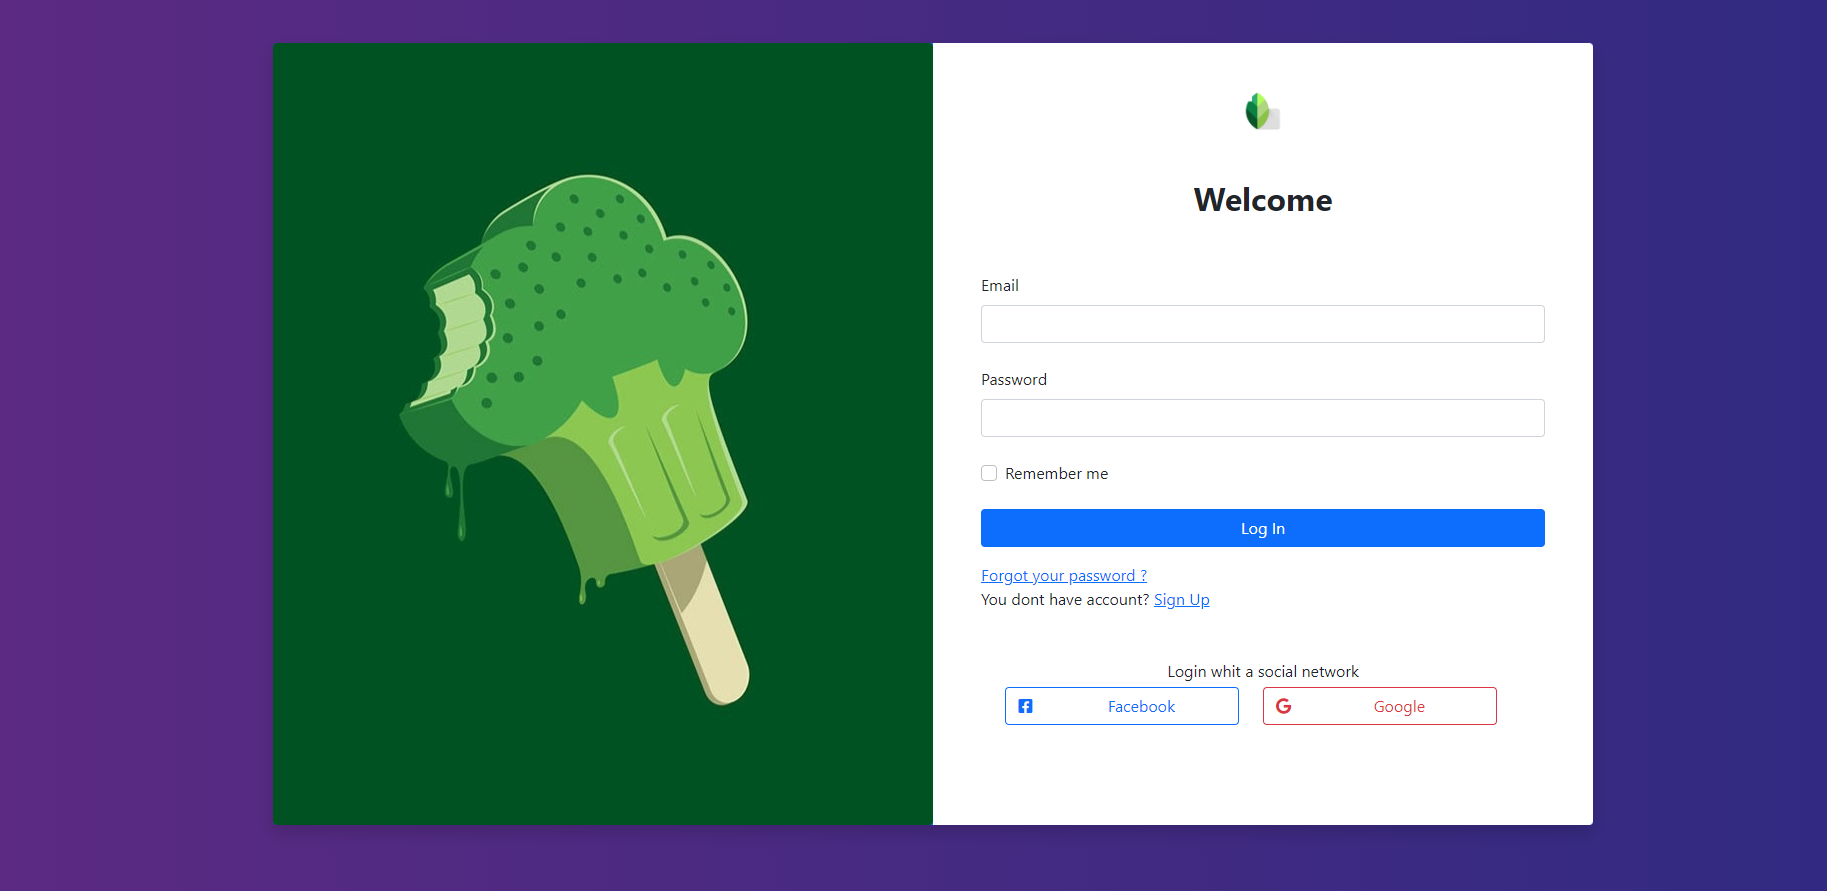 Welcome
Email
Password
Remember me
Log In
Forgot your password ?
You dont have account? Sign Up
Login whit a social network
Facebook
Google